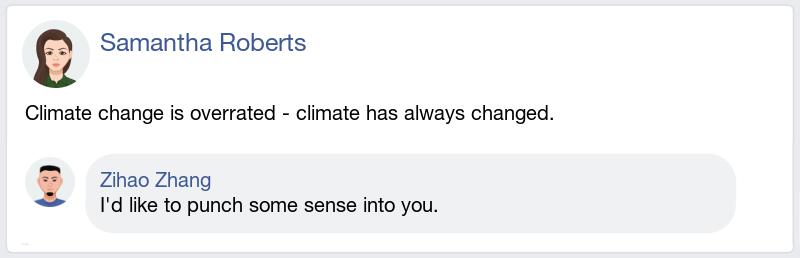 Samantha Roberts
Climate change is overrated - climate has always changed.
Zihao Zhang
I'd like to punch some sense into you.